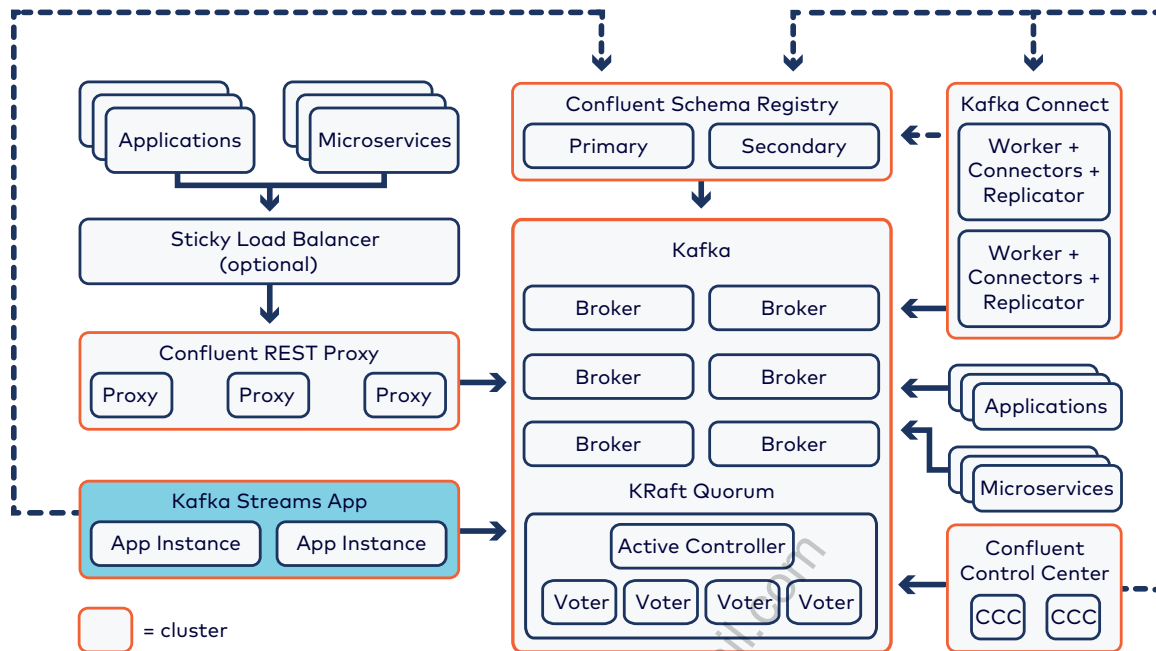 Applications
Microservices
Sticky Load Balancer
(optional)
Confluent REST Proxy
Proxy
Proxy
Proxy
Kafka Streams App
App Instance
App Instance
= cluster
Confluent Schema Registry
Primary
Secondary
Kafka
Broker
Broker
Broker
Broker
Broker
Broker
KRaft Quorum
Active Controller
Voter
Voter
Voter
Voter
Kafka Connect
Worker +
Connectors +
Replicator
Worker +
Connectors +
Replicator
Applications
Microservices
Confluent
Control Center
CCC
CCC